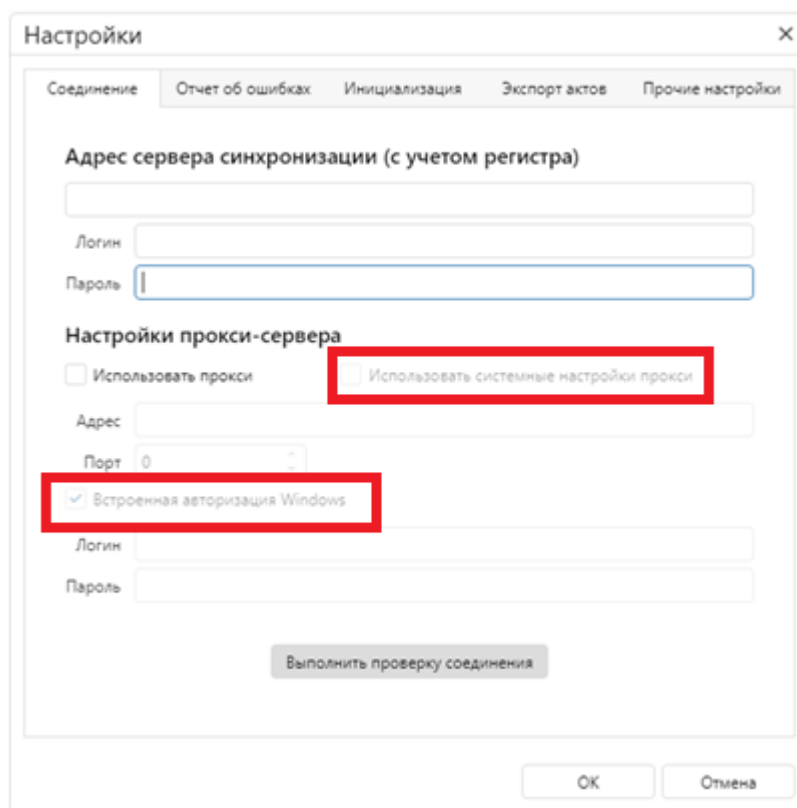 Настройки
Соединение Отчет об ошибках Инициализация Экспорт актов Прочие настройки
Адрес сервера синхронизации (с учетом регистра)
Логин
Пароль
Настройки прокси-сервера
Использовать прокси Использовать системные настройки прокси
Адрес
Порт 0
Встроенная авторизация Windows
Логин
Пароль
Выполнить проверку соединения
ОК Отмена